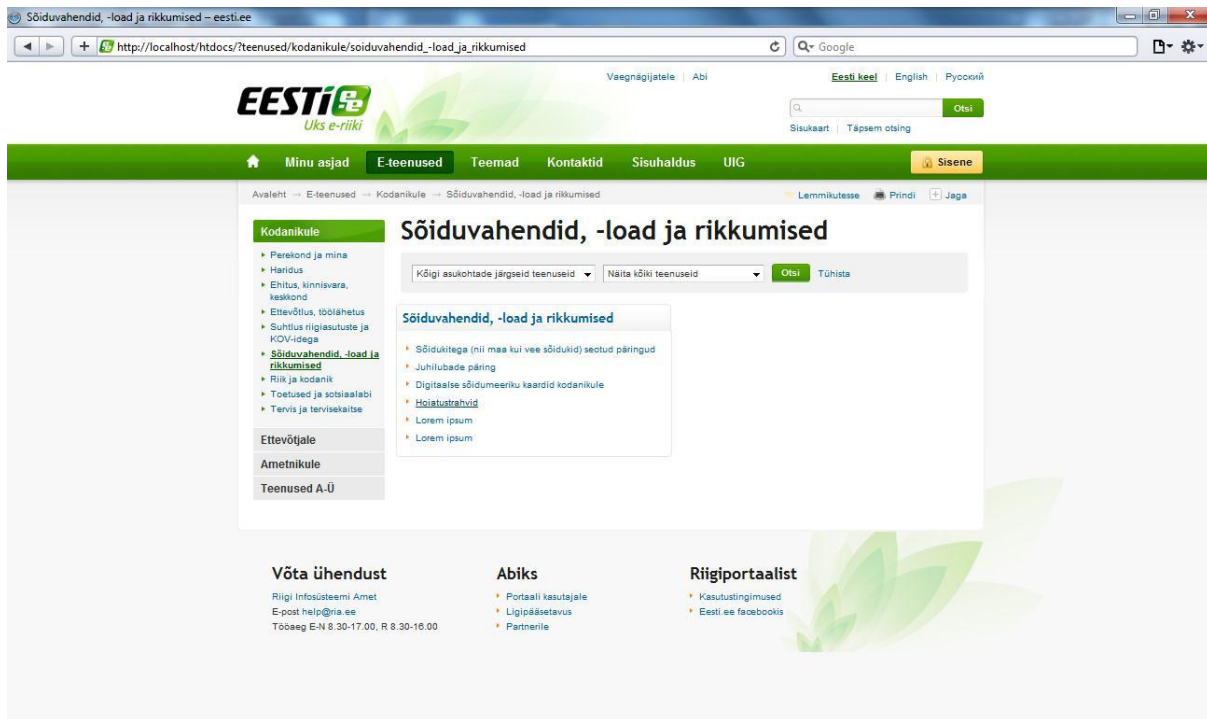 Sõiduvahendid, -load ja rikkumised – eesti.ee
http://localhost/htdocs/?teenused/kodanikule/soiduvahendid_-load_ja_rikkumised
Google
Vaegnägijatele Abi
Eesti keel English Русский
EESTI
Uks e-riiki
Otsi
Sisukaart Täpsem otsing
Minu asjad E-teenused Teemad Kontaktid Sisuhaldus UIG Sisene
Avaleht → E-teenused → Kodanikule → Sõiduvahendid, -load ja rikkumised
Lemmikutesse Prindi Jaga
Kodanikule
Perekond ja mina
Haridus
Ehitus, kinnisvara,
keskkond
Ettevõtlus, töölähetus
Suhtlus riigiasutuste ja
KOV-idega
Sõiduvahendid, -load ja
rikkumised
Riik ja kodanik
Toetused ja sotsiaalabi
Tervis ja tervisekaitse
Ettevõtjale
Ametnikule
Teenused A-Ü
Sõiduvahendid, -load ja rikkumised
Kõigi asukohtade järgseid teenuseid Näita kõiki teenuseid Otsi Tühista
Sõiduvahendid, -load ja rikkumised
Sõidukitega (nii maa kui vee sõidukid) seotud päringud
Juhilubade päring
Digitaalse sõidumeeriku kaardid kodanikule
Hoiatustrahvid
Lorem ipsum
Lorem ipsum
Võta ühendust
Riigi Infosüsteemi Amet
E-post help@ria.ee
Tööaeg E-N 8.30-17.00, R 8.30-16.00
Abiks
Portaali kasutajale
Ligipääsetavus
Partnerile
Riigiportaalist
Kasutustingimused
Eesti.ee facebookis